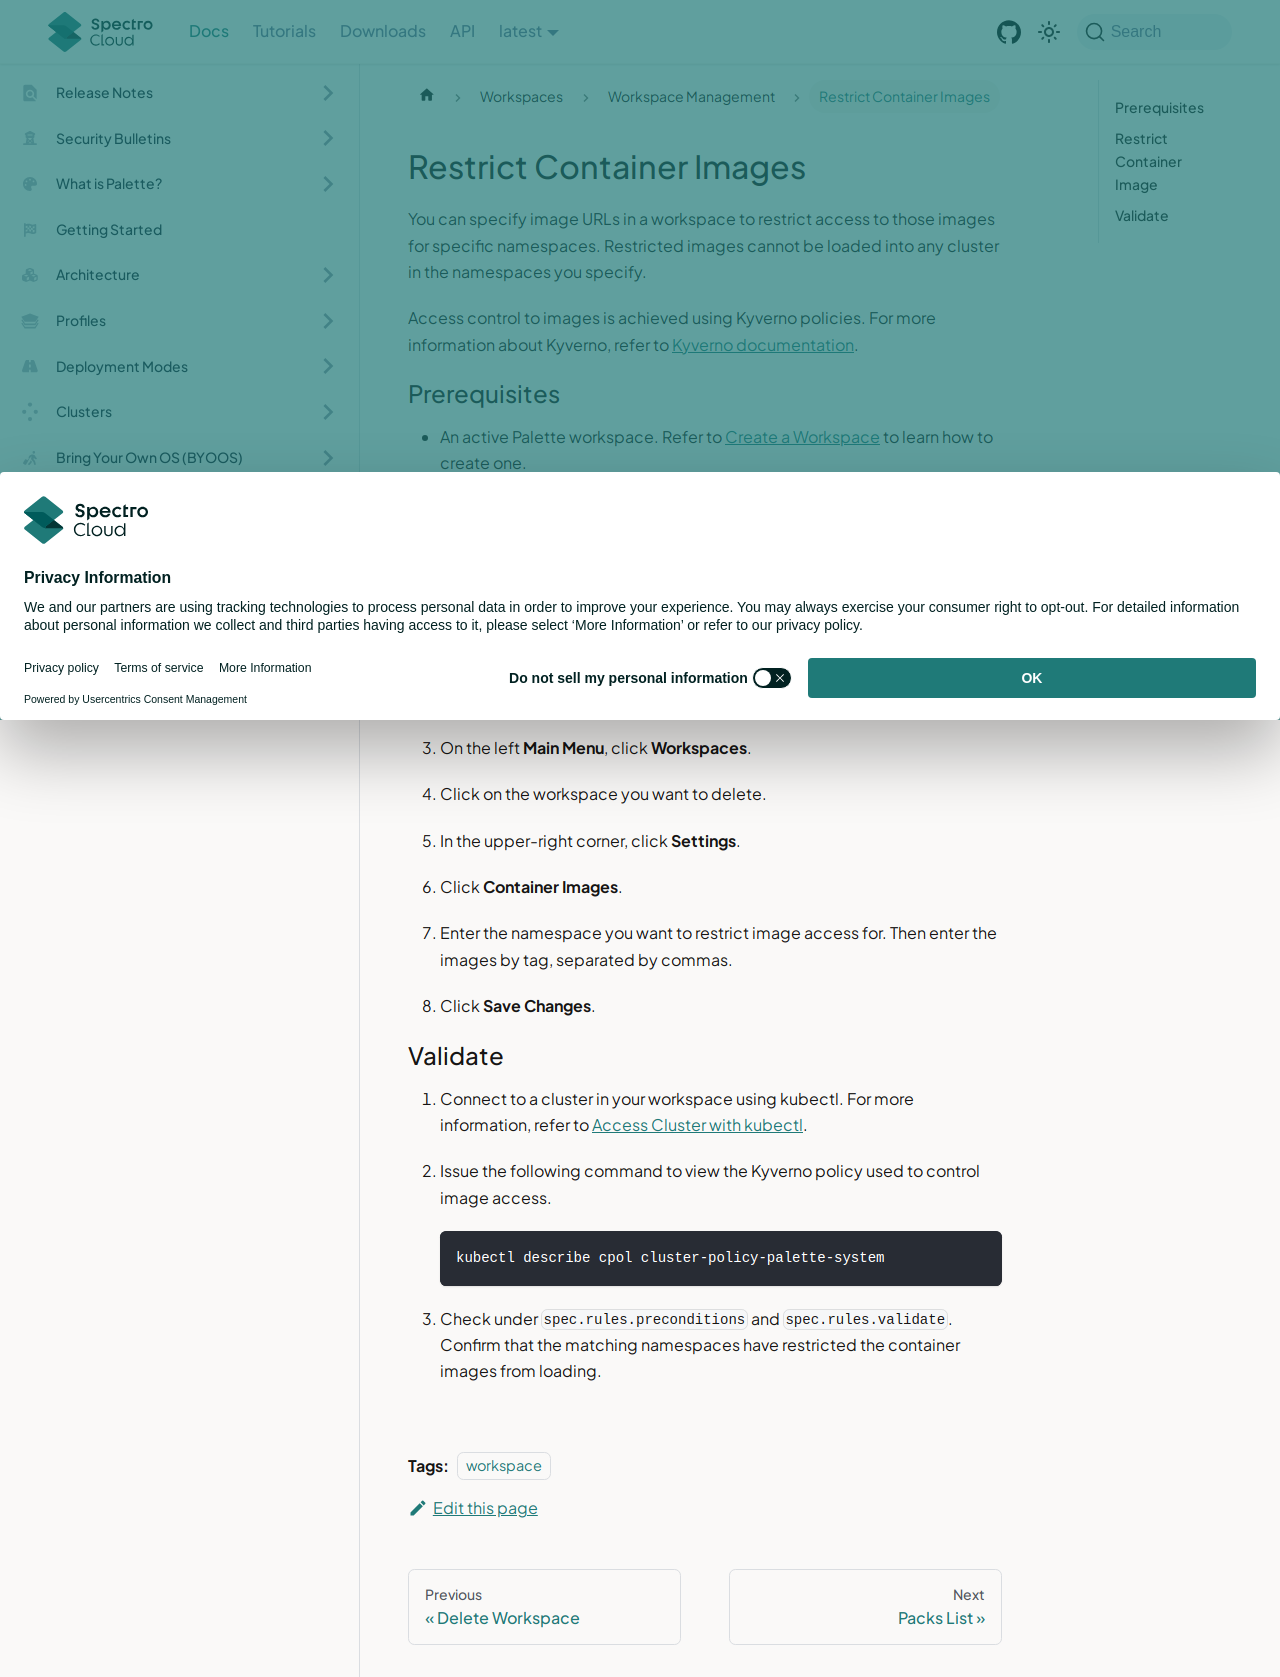 Spectro Cloud
Docs
Tutorials
Downloads
API
latest
Search
Release Notes
Security Bulletins
What is Palette?
Getting Started
Architecture
Profiles
Deployment Modes
Clusters
Bring Your Own OS (BYOOS)
Workspaces
Workspace Management
Restrict Container Images
Prerequisites
Restrict
Container
Image
Validate
Restrict Container Images
You can specify image URLs in a workspace to restrict access to those images
for specific namespaces. Restricted images cannot be loaded into any cluster
in the namespaces you specify.
Access control to images is achieved using Kyverno policies. For more
information about Kyverno, refer to Kyverno documentation.
Prerequisites
An active Palette workspace. Refer to Create a Workspace to learn how to
create one.
Spectro
Cloud
Privacy Information
We and our partners are using tracking technologies to process personal data in order to improve your experience. You may always exercise your consumer right to opt-out. For detailed information
about personal information we collect and third parties having access to it, please select ‘More Information’ or refer to our privacy policy.
Privacy policy
Terms of service
More Information
Do not sell my personal information
OK
Powered by Usercentrics Consent Management
3. On the left Main Menu, click Workspaces.
4. Click on the workspace you want to delete.
5. In the upper-right corner, click Settings.
6. Click Container Images.
7. Enter the namespace you want to restrict image access for. Then enter the
images by tag, separated by commas.
8. Click Save Changes.
Validate
1. Connect to a cluster in your workspace using kubectl. For more
information, refer to Access Cluster with kubectl.
2. Issue the following command to view the Kyverno policy used to control
image access.
kubectl describe cpol cluster-policy-palette-system
3. Check under spec.rules.preconditions and spec.rules.validate.
Confirm that the matching namespaces have restricted the container
images from loading.
Tags: workspace
Edit this page
Previous
« Delete Workspace
Next
Packs List »